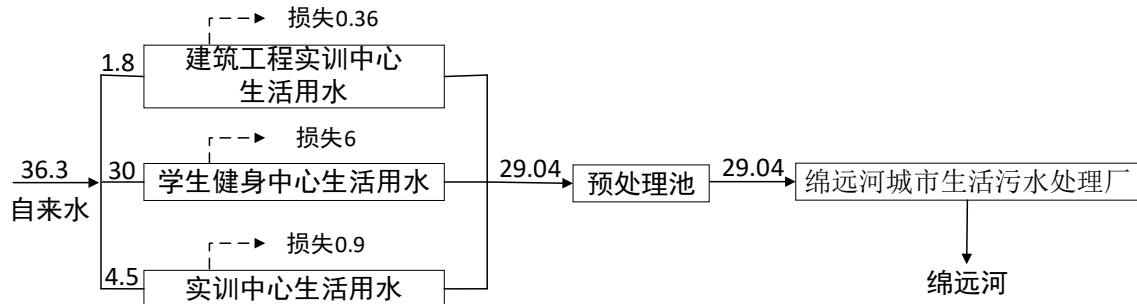 损失0.36
1.8
建筑工程实训中心
生活用水
损失6
36.3
自来水
30
学生健身中心生活用水
29.04
预处理池
29.04
绵远河城市生活污水处理厂
损失0.9
4.5
实训中心生活用水
绵远河